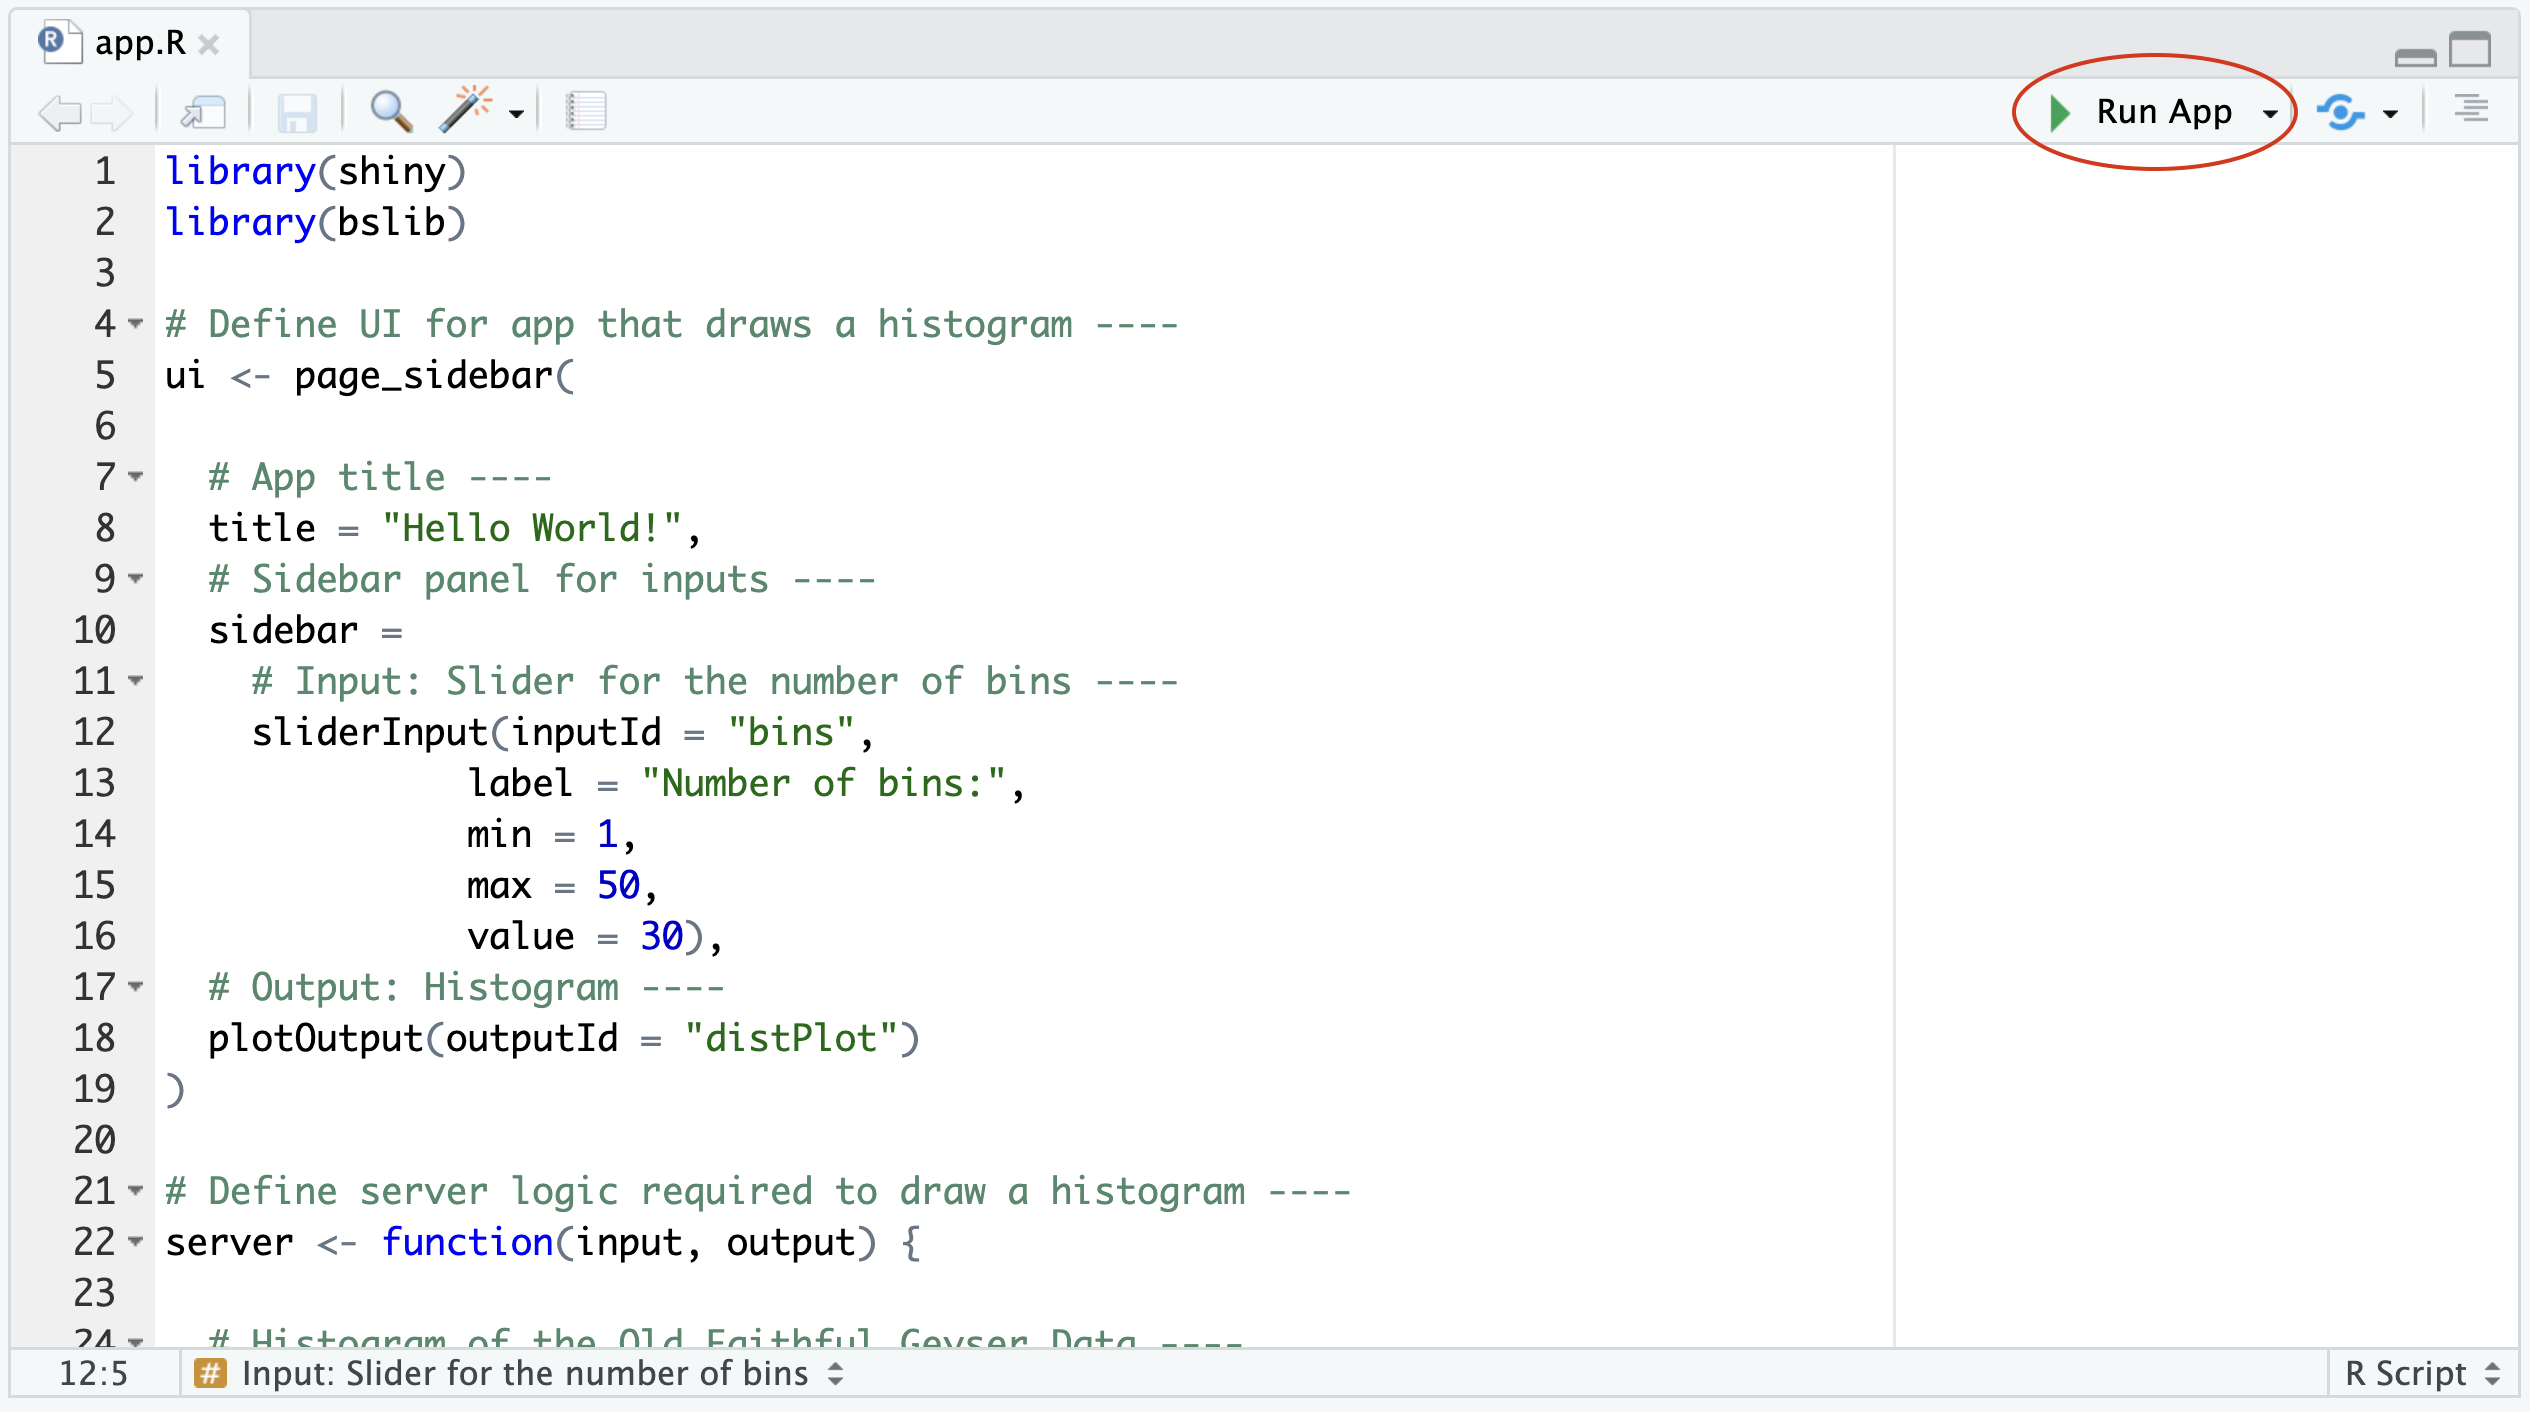 app.R
Run App
1 library(shiny)
2 library(bslib)
3
4 # Define UI for app that draws a histogram ----
5 ui <- page_sidebar(
6
7   # App title ----
8   title = "Hello World!",
9   # Sidebar panel for inputs ----
10   sidebar =
11     # Input: Slider for the number of bins ----
12     sliderInput(inputId = "bins",
13               label = "Number of bins:",
14               min = 1,
15               max = 50,
16               value = 30),
17   # Output: Histogram ----
18   plotOutput(outputId = "distPlot")
19 )
20
21 # Define server logic required to draw a histogram ----
22 server <- function(input, output) {
23
24   # Histogram of the Old Faithful Geyser Data ----
12:5 # Input: Slider for the number of bins R Script